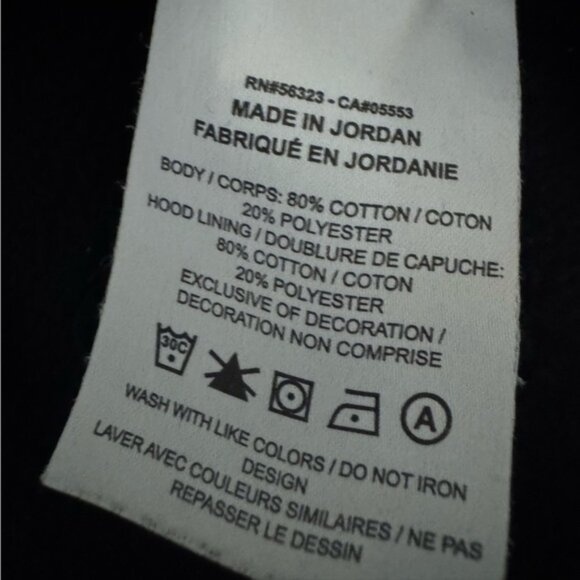 RN#56323 - CA#05553
MADE IN JORDAN
FABRIQUÉ EN JORDANIE
BODY / CORPS: 80% COTTON / COTON
20% POLYESTER
HOOD LINING / DOUBLURE DE CAPUCHE:
80% COTTON / COTON
20% POLYESTER
EXCLUSIVE OF DECORATION /
DECORATION NON COMPRISE
30C A
WASH WITH LIKE COLORS / DO NOT IRON
DESIGN
LAVER AVEC COULEURS SIMILAIRES / NE PAS
REPASSER LE DESSIN